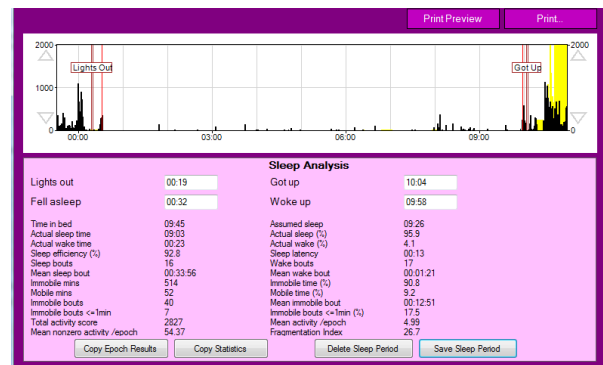 Print Preview Print..
2000 2000
Lights Out Got Up
1000
0 0
00:00 03:00 06:00 09:00
Sleep Analysis
Lights out 00:19 Got up 10:04
Fell asleep 00:32 Woke up 09:58
Time in bed 09:45 Assumed sleep 09:26
Actual sleep time 09:03 Actual sleep (%) 95.9
Actual wake time 00:23 Actual wake (%) 4.1
Sleep efficiency (%) 92.8 Sleep latency 00:13
Sleep bouts 16 Wake bouts 17
Mean sleep bout 00:33:56 Mean wake bout 00:01:21
Immobile mins 514 Immobile time (%) 90.8
Mobile mins 52 Mobile time (%) 9.2
Immobile bouts 40 Mean immobile bout 00:12:51
Immobile bouts <=1min 7 Immobile bouts <=1min (%) 17.5
Total activity score 2827 Mean activity /epoch 4.99
Mean nonzero activity /epoch 54.37 Fragmentation Index 26.7
Copy Epoch Results Copy Statistics Delete Sleep Period Save Sleep Period